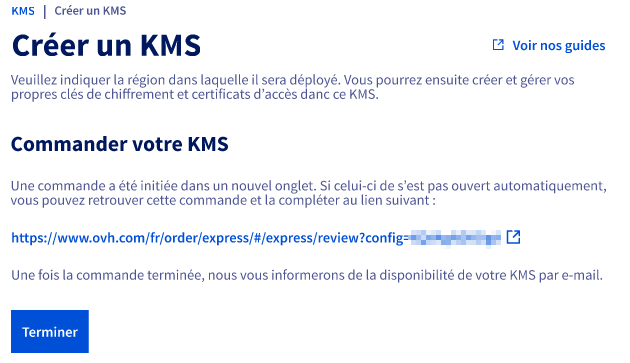 KMS | Créer un KMS
Créer un KMS
Voir nos guides
Veuillez indiquer la région dans laquelle il sera déployé. Vous pourrez ensuite créer et gérer vos
propres clés de chiffrement et certificats d'accès danc ce KMS.
Commander votre KMS
Une commande a été initiée dans un nouvel onglet. Si celui-ci de s'est pas ouvert automatiquement,
vous pouvez retrouver cette commande et la compléter au lien suivant :
https://www.ovh.com/fr/order/express/#/express/review?config=
Une fois la commande terminée, nous vous informerons de la disponibilité de votre KMS par e-mail.
Terminer